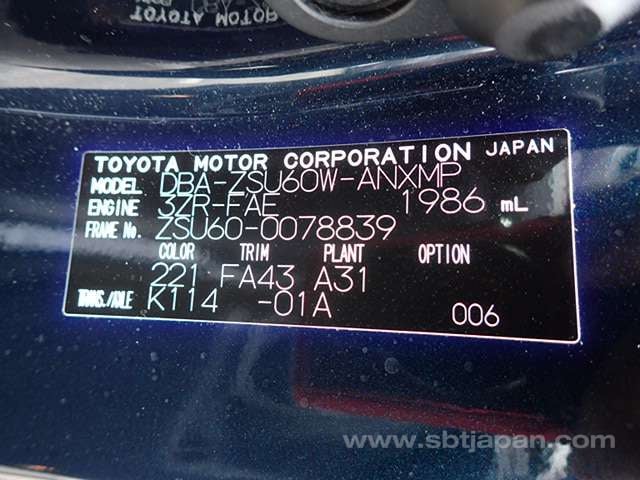 TOYOTA MOTOR CORPORATION JAPAN
MODEL DBA-ZSU60W-ANXMP
ENGINE 3ZR-FAE 1986 mL
FRAME No. ZSU60-0078839
COLOR TRIM PLANT OPTION
221 FA43 A31
TRANS./AXLE K114 -01A 006
www.sbtjapan.com